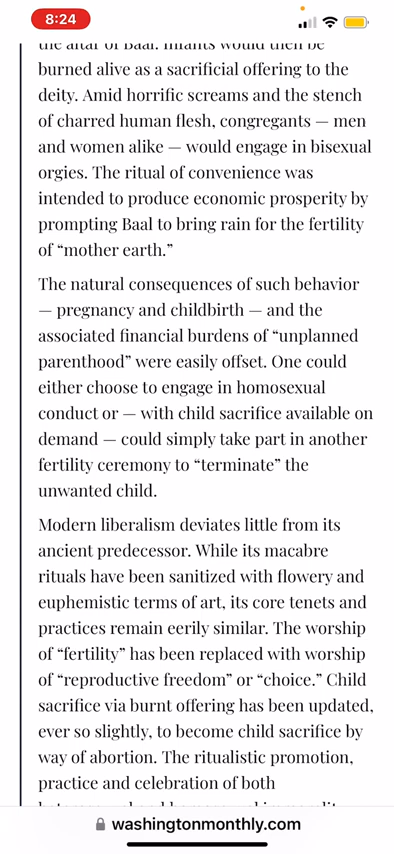 8:24
the altar of Baal. Infants would then be
burned alive as a sacrificial offering to the
deity. Amid horrific screams and the stench
of charred human flesh, congregants — men
and women alike — would engage in bisexual
orgies. The ritual of convenience was
intended to produce economic prosperity by
prompting Baal to bring rain for the fertility
of “mother earth.”
The natural consequences of such behavior
— pregnancy and childbirth — and the
associated financial burdens of “unplanned
parenthood” were easily offset. One could
either choose to engage in homosexual
conduct or — with child sacrifice available on
demand — could simply take part in another
fertility ceremony to “terminate” the
unwanted child.
Modern liberalism deviates little from its
ancient predecessor. While its macabre
rituals have been sanitized with flowery and
euphemistic terms of art, its core tenets and
practices remain eerily similar. The worship
of “fertility” has been replaced with worship
of “reproductive freedom” or “choice.” Child
sacrifice via burnt offering has been updated,
ever so slightly, to become child sacrifice by
way of abortion. The ritualistic promotion,
practice and celebration of both
washingtonmonthly.com